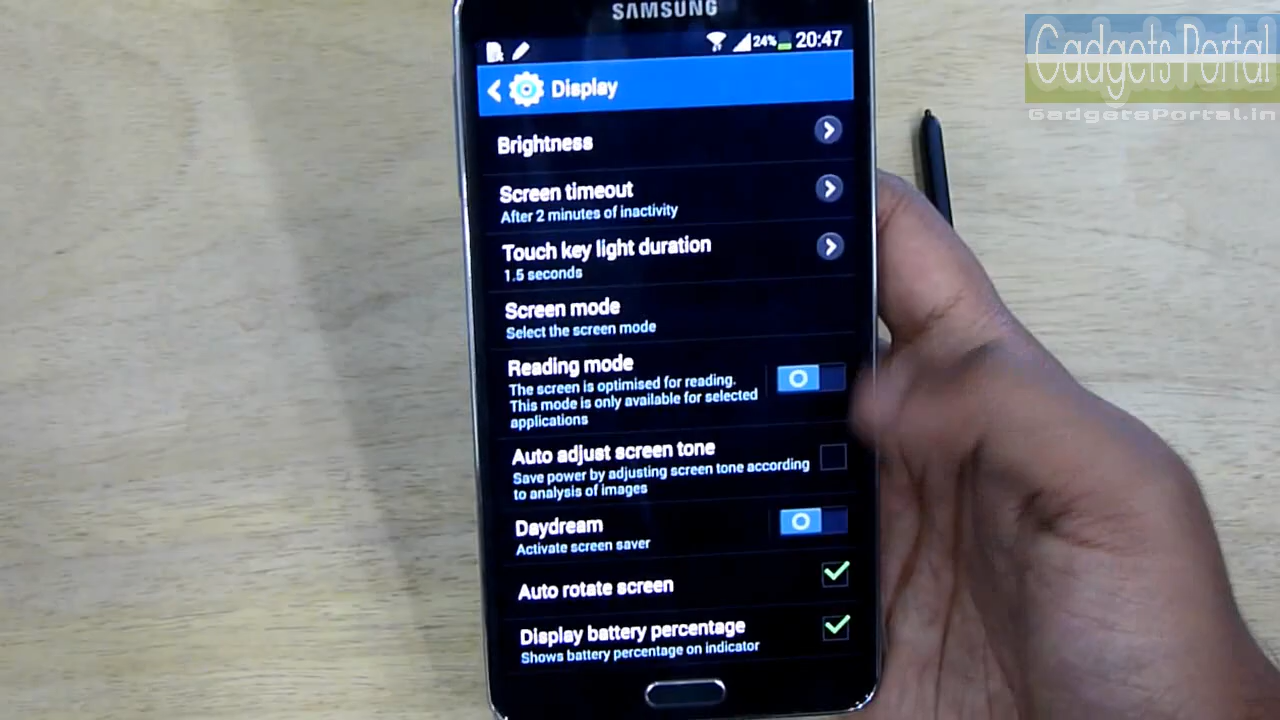 SAMSUNG
24% 20:47
Display
Brightness
Screen timeout
After 2 minutes of inactivity
Touch key light duration
1.5 seconds
Screen mode
Select the screen mode
Reading mode
The screen is optimised for reading.
This mode is only available for selected
applications
Auto adjust screen tone
Save power by adjusting screen tone according
to analysis of images
Daydream
Activate screen saver
Auto rotate screen
Display battery percentage
Shows battery percentage on indicator
Gadgets Portal
GadgetsPortal.in